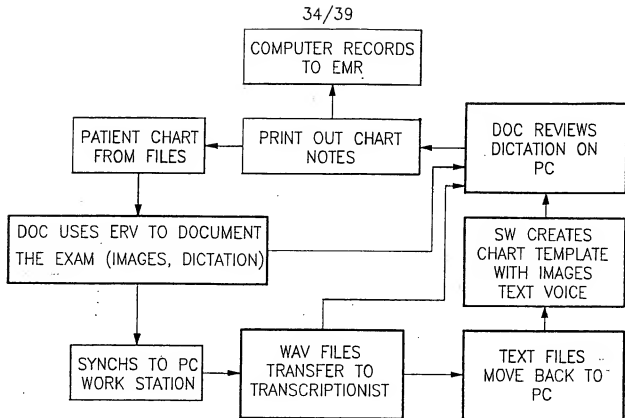 34/39
COMPUTER RECORDS
TO EMR
PATIENT CHART
FROM FILES
PRINT OUT CHART
NOTES
DOC REVIEWS
DICTATION ON
PC
DOC USES ERV TO DOCUMENT
THE EXAM (IMAGES, DICTATION)
SW CREATES
CHART TEMPLATE
WITH IMAGES
TEXT VOICE
SYNCHS TO PC
WORK STATION
WAV FILES
TRANSFER TO
TRANSCRIPTIONIST
TEXT FILES
MOVE BACK TO
PC